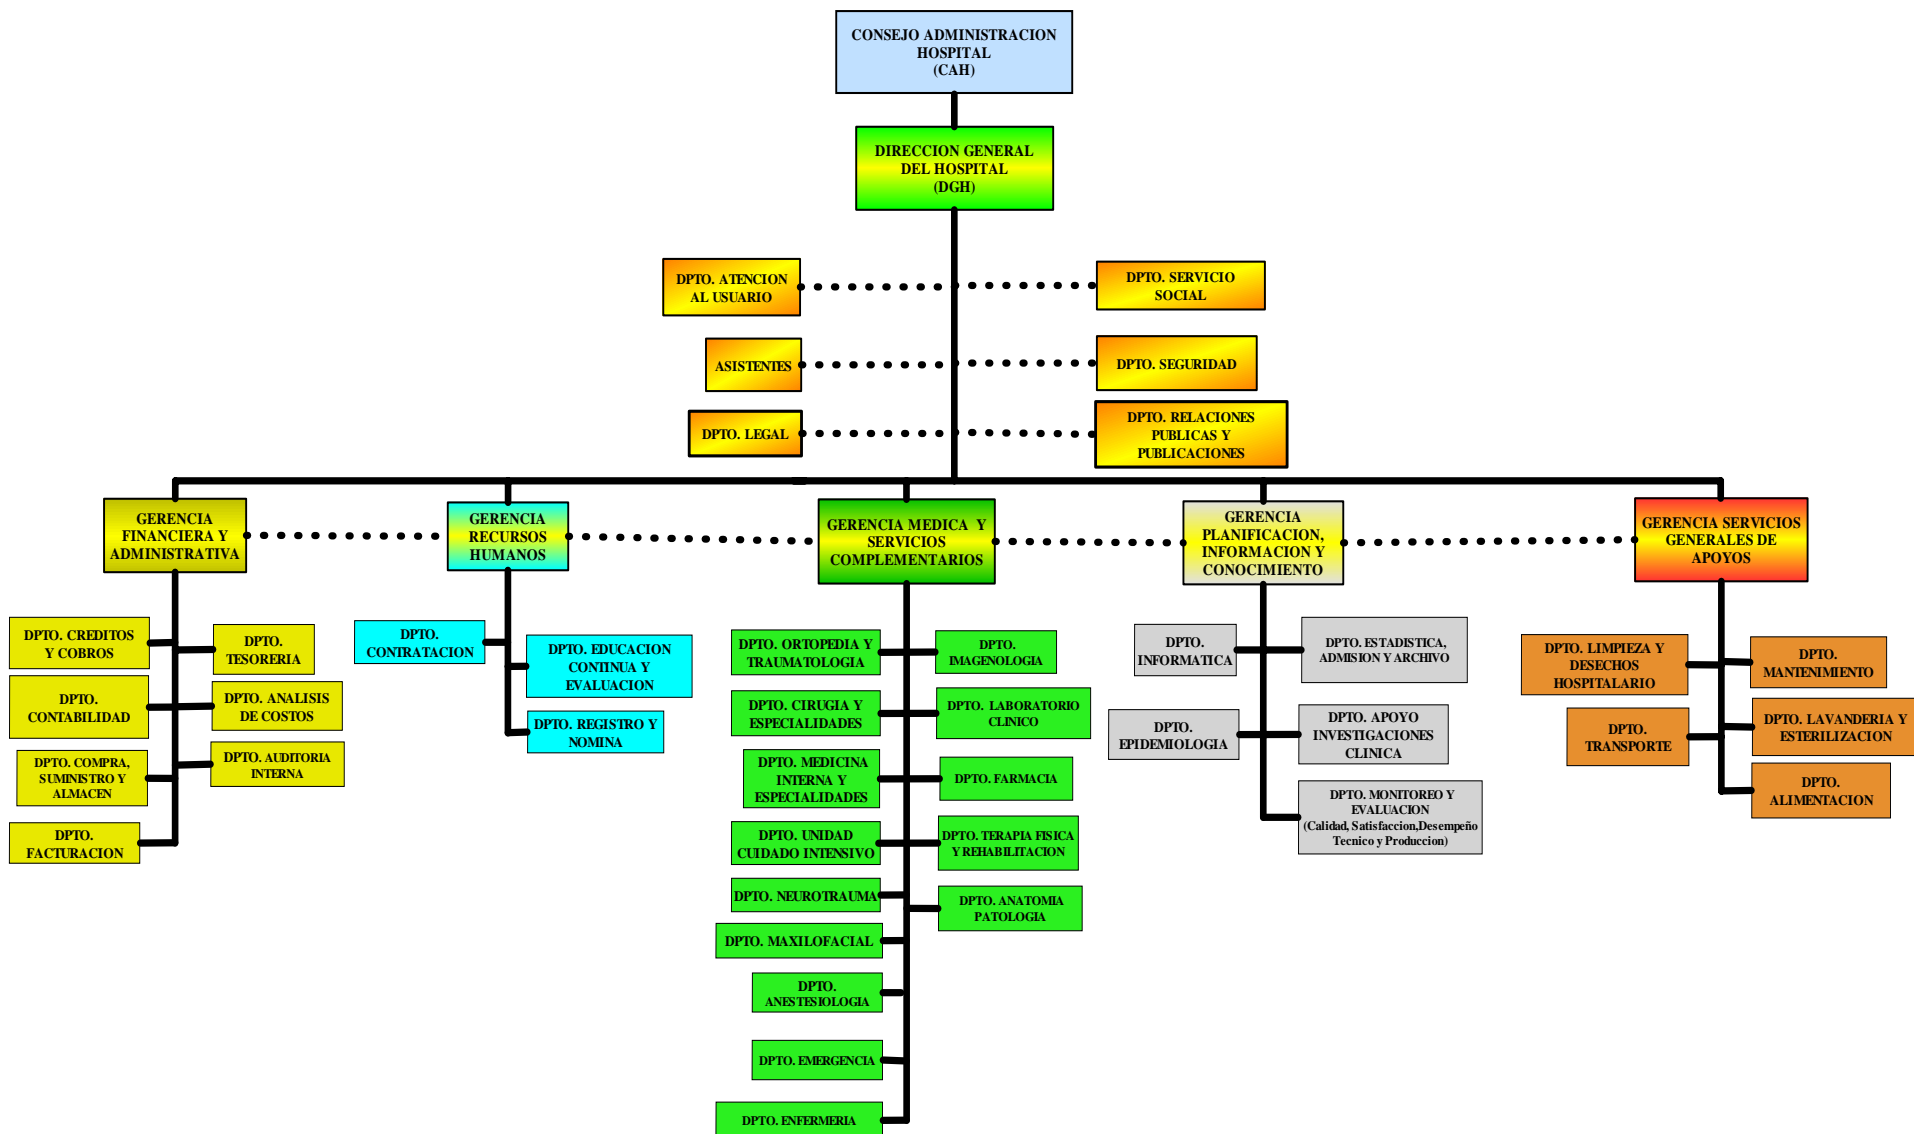 CONSEJO ADMINISTRACION
HOSPITAL
(CAH)
DIRECCION GENERAL
DEL HOSPITAL
(DGH)
DPTO. ATENCION
AL USUARIO
DPTO. SERVICIO
SOCIAL
ASISTENTES
DPTO. SEGURIDAD
DPTO. LEGAL
DPTO. RELACIONES
PUBLICAS Y
PUBLICACIONES
GERENCIA
FINANCIERA Y
ADMINISTRATIVA
GERENCIA
RECURSOS
HUMANOS
GERENCIA MEDICA Y
SERVICIOS
COMPLEMENTARIOS
GERENCIA
PLANIFICACION,
INFORMACION Y
CONOCIMIENTO
GERENCIA SERVICIOS
GENERALES DE
APOYOS
DPTO. CREDITOS
Y COBROS
DPTO.
TESORERIA
DPTO.
CONTABILIDAD
DPTO. ANALISIS
DE COSTOS
DPTO. COMPRA,
SUMINISTRO Y
ALMACEN
DPTO. AUDITORIA
INTERNA
DPTO.
FACTURACION
DPTO.
CONTRATACION
DPTO. EDUCACION
CONTINUA Y
EVALUACION
DPTO. REGISTRO Y
NOMINA
DPTO. ORTOPEDIA Y
TRAUMATOLOGIA
DPTO.
IMAGENOLOGIA
DPTO. CIRUGIA Y
ESPECIALIDADES
DPTO. LABORATORIO
CLINICO
DPTO. MEDICINA
INTERNA Y
ESPECIALIDADES
DPTO. FARMACIA
DPTO. UNIDAD
CUIDADO INTENSIVO
DPTO. TERAPIA FISICA
Y REHABILITACION
DPTO. NEUROTRAUMA
DPTO. ANATOMIA
PATOLOGIA
DPTO. MAXILOFACIAL
DPTO.
ANESTESIOLOGIA
DPTO. EMERGENCIA
DPTO. ENFERMERIA
DPTO.
INFORMATICA
DPTO. ESTADISTICA,
ADMISION Y ARCHIVO
DPTO.
EPIDEMIOLOGIA
DPTO. APOYO
INVESTIGACIONES
CLINICA
DPTO. MONITOREO Y
EVALUACION
(Calidad, Satisfaccion,Desempeño
Tecnico y Produccion)
DPTO. LIMPIEZA Y
DESECHOS
HOSPITALARIO
DPTO.
MANTENIMIENTO
DPTO.
TRANSPORTE
DPTO. LAVANDERIA Y
ESTERILIZACION
DPTO.
ALIMENTACION